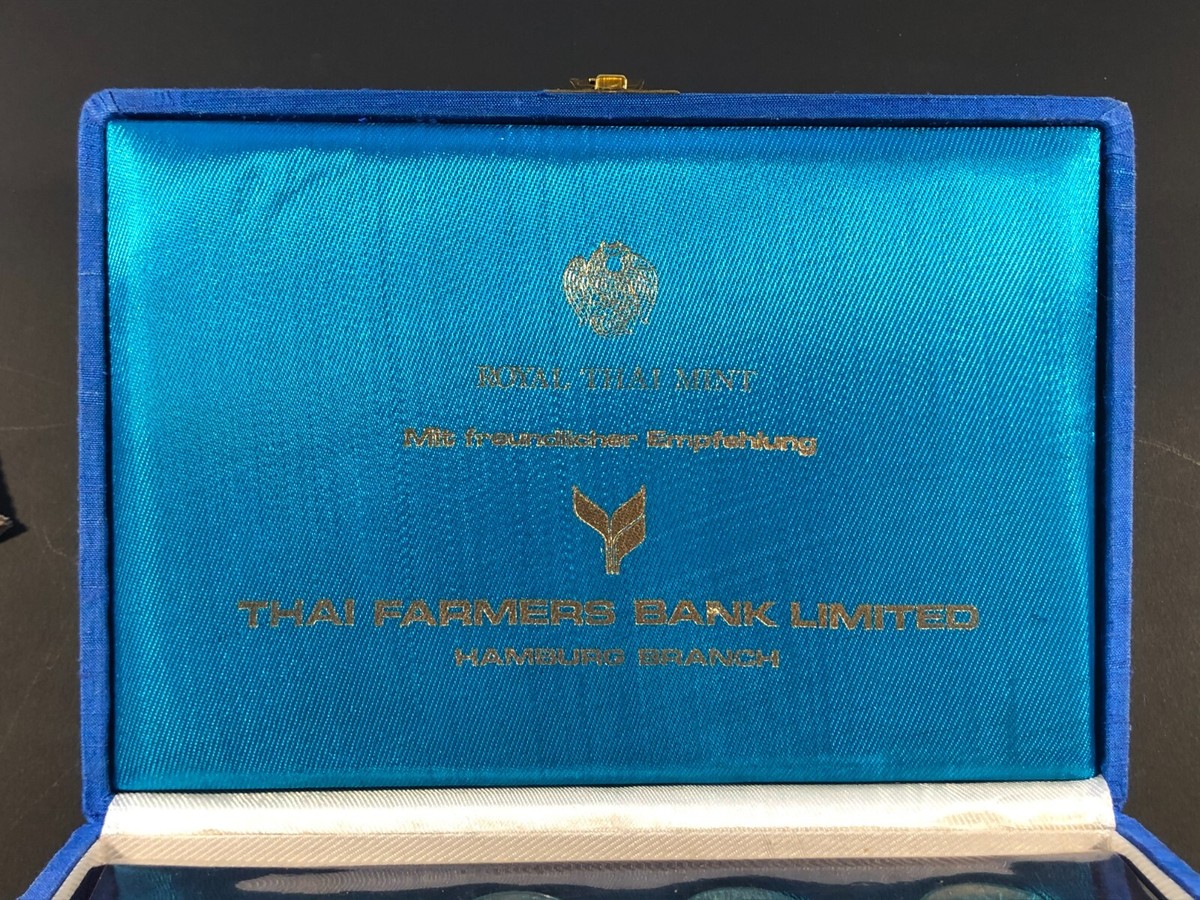 ROYAL THAI MINT
Mit freundlicher Empfehlung
THAI FARMERS BANK LIMITED
HAMBURG BRANCH